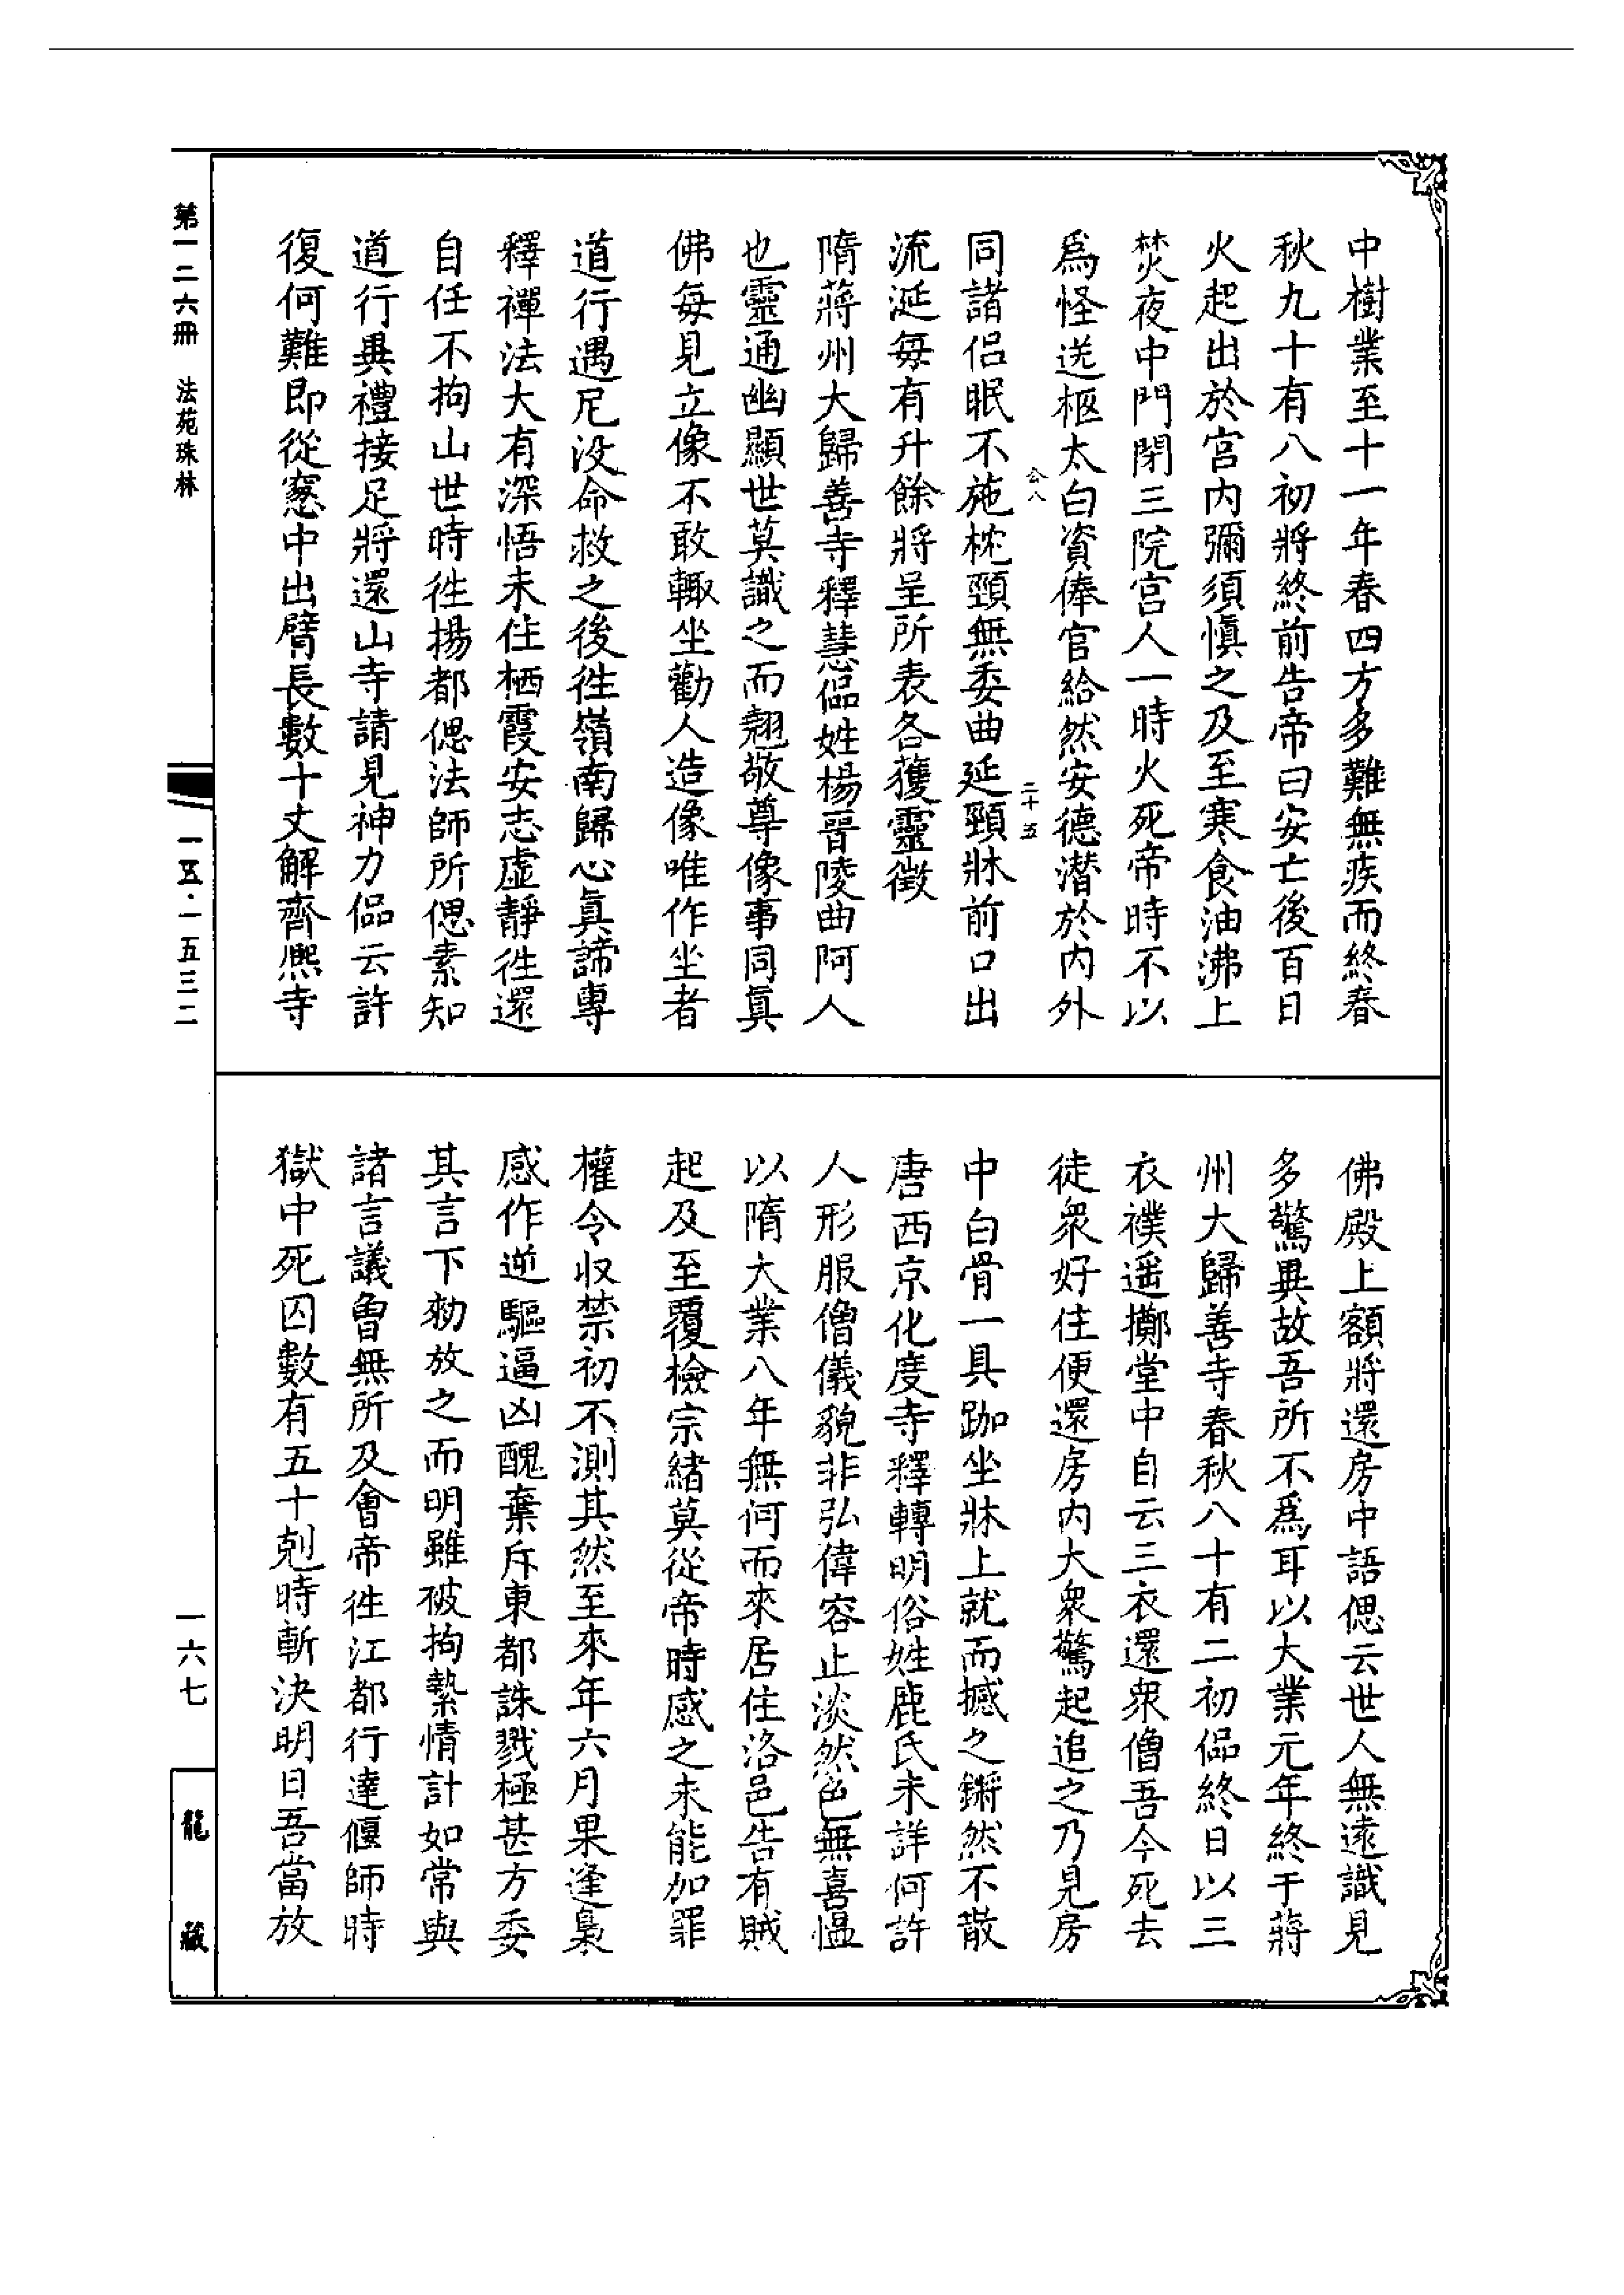 中樹業至十一年春四方多難無疾而終春
秋九十有八初將終前告帝曰安亡後百日
火起出於宮内彌須慎之及至寒食油沸上
焚夜中門閉三院宮人一時火死帝時不以
爲怪送柩太白資俸官給然安德潜於内外
公八
二十五
同諸侶眠不施枕頸無委曲延頸牀前口出
流涎每有升餘將呈所表各獲靈徵
隋蔣州大歸善寺釋慧偘姓楊晉陵曲阿人
也靈通幽顯世莫識之而翹敬尊像事同眞
佛每見立像不敢輙坐勸人造像唯作坐者
道行遇厄没命救之後徃嶺南歸心眞諦專
釋禪法大有深悟未住栖霞安志虚靜徃還
自任不拘山世時徃揚都偲法師所偲素知
道行異禮接足將還山寺請見神力偘云許
復何難即從窻中出臂長數十丈解齊熈寺
佛殿上額將還房中語偲云世人無遠識見
多驚異故吾所不爲耳以大業元年終于蔣
州大歸善寺春秋八十有二初偘終日以三
衣襆遥擲堂中自云三衣還衆僧吾今死去
徒衆好住便還房内大衆驚起追之乃見房
中白骨一具跏坐牀上就而撼之鏘然不散
唐西京化度寺釋轉明俗姓鹿氏未詳何許
人形服僧儀貌非弘偉容止淡然色無喜愠
以隋大業八年無何而來居住洛邑告有賊
起及至覆檢宗緒莫從帝時感之未能加罪
權令収禁初不測其然至來年六月果逢梟
感作逆驅逼凶醜棄斥東都誅戮極甚方委
其言下勑放之而明雖被拘縶情計如常與
諸言議曾無所及會帝徃江都行達偃師時
獄中死囚數有五十剋時斬決明日吾當放
第一二六冊　法苑珠林
一五·一五三二
一六七
龍藏